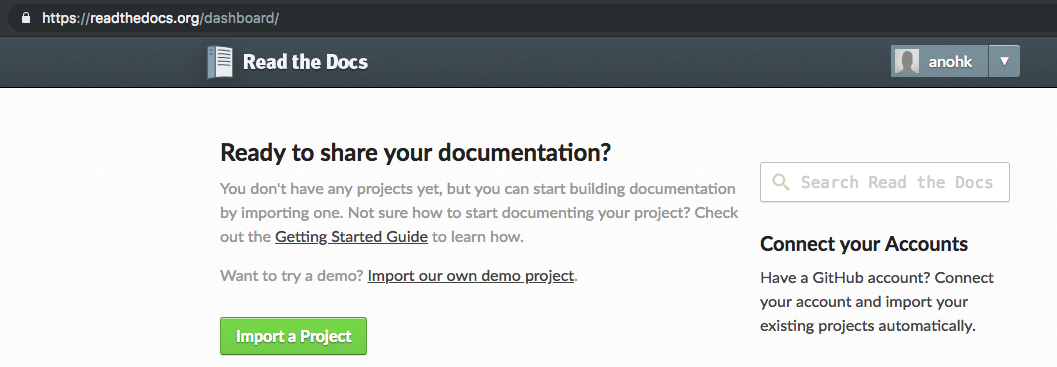 https://readthedocs.org/dashboard/
Read the Docs
anohk
Ready to share your documentation?
You don't have any projects yet, but you can start building documentation
by importing one. Not sure how to start documenting your project? Check
out the Getting Started Guide to learn how.
Want to try a demo? Import our own demo project.
Import a Project
Search Read the Docs
Connect your Accounts
Have a GitHub account? Connect
your account and import your
existing projects automatically.